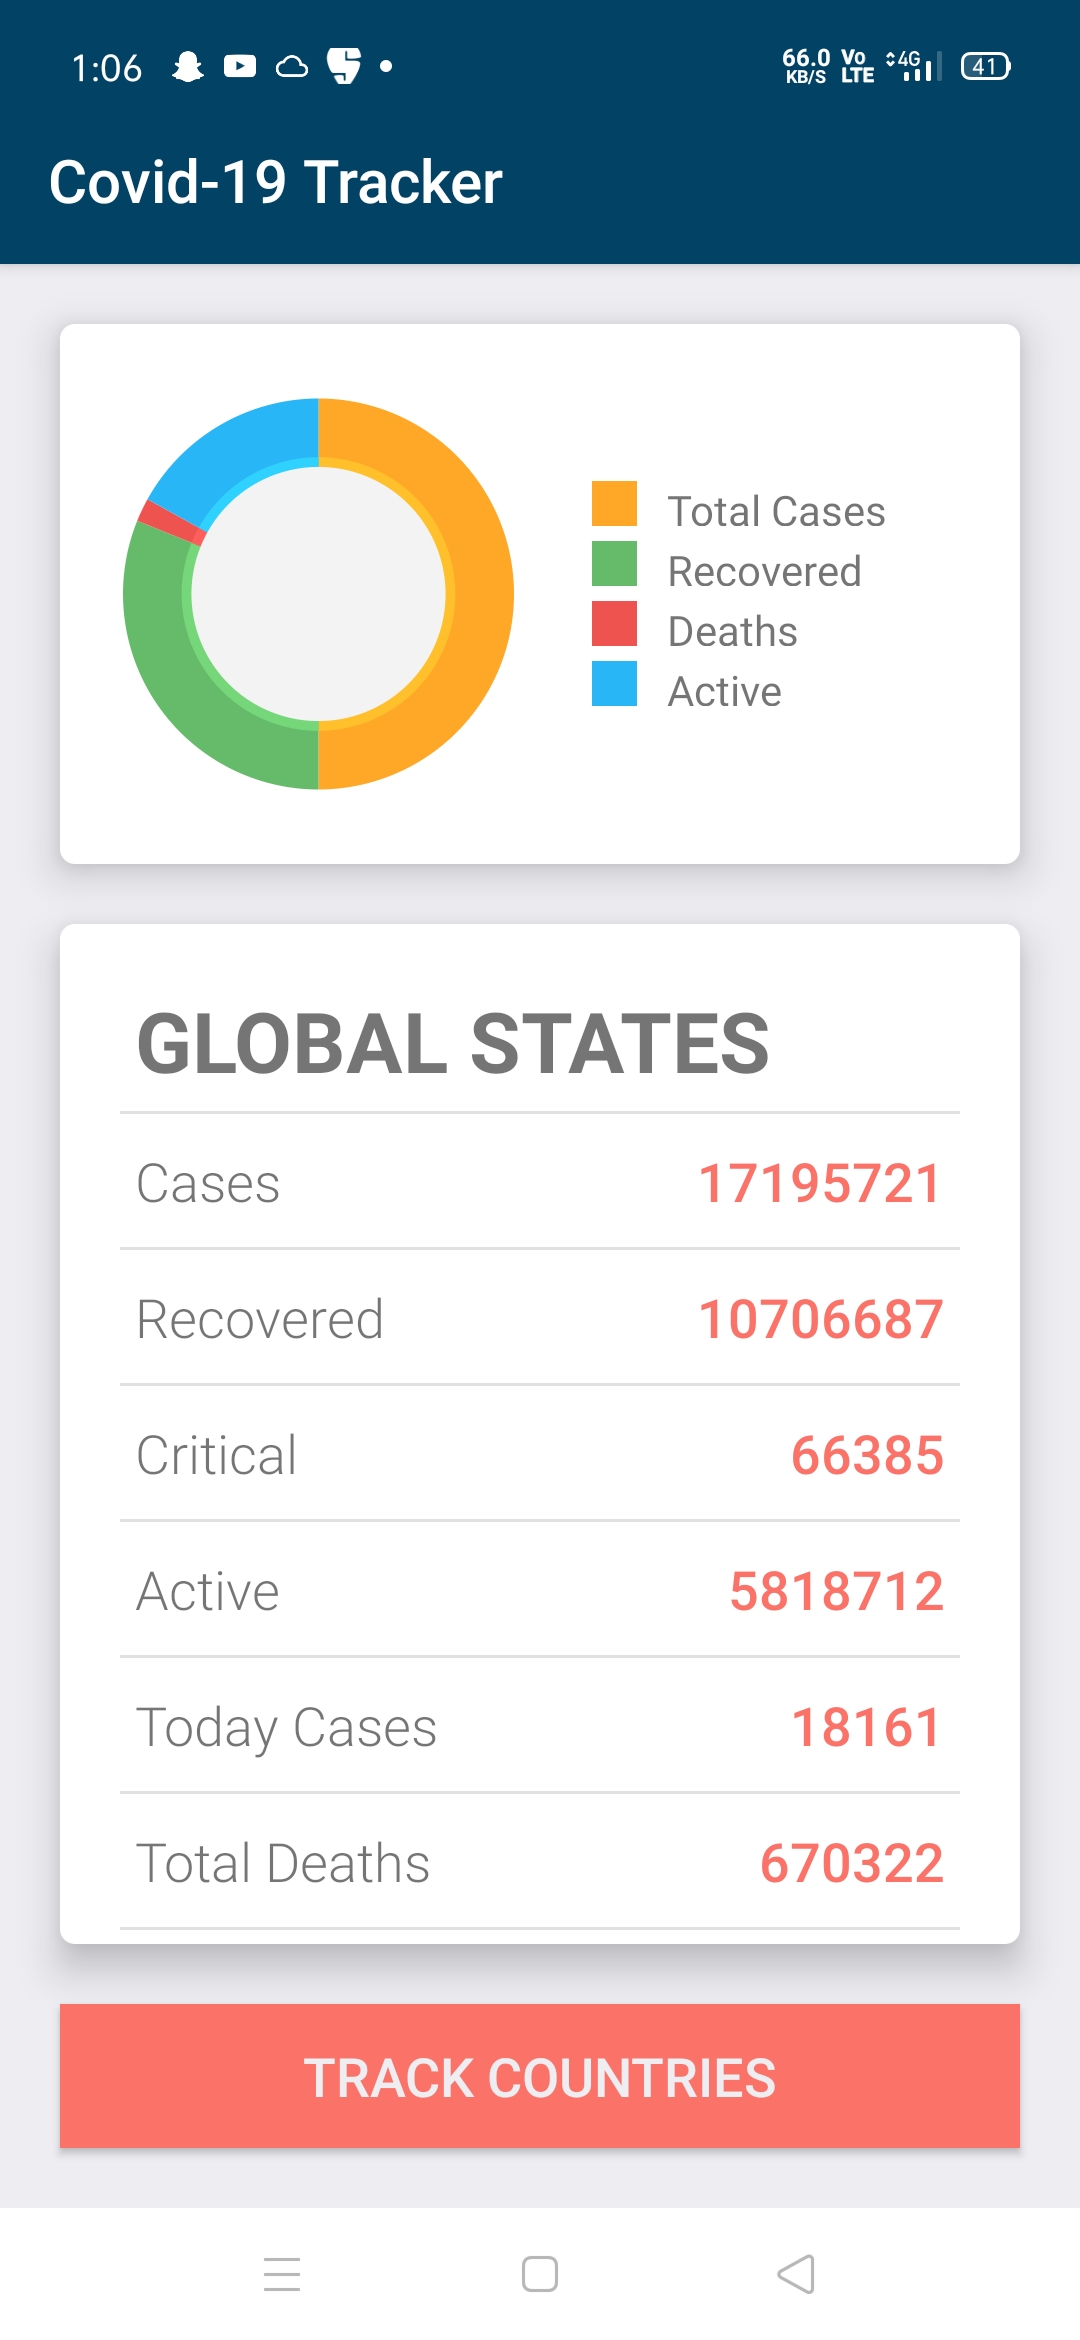 1:06 66.0 KB/S Vo LTE 4G 41
Covid-19 Tracker
Total Cases
Recovered
Deaths
Active
GLOBAL STATES
Cases 17195721
Recovered 10706687
Critical 66385
Active 5818712
Today Cases 18161
Total Deaths 670322
TRACK COUNTRIES